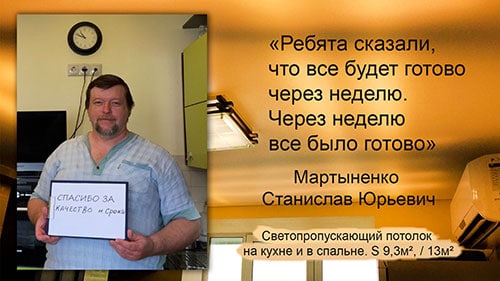 «Ребята сказали,
что все будет готово
через неделю.
Через неделю
все было готово»
Мартыненко
Станислав Юрьевич
Светопропускающий потолок
на кухне и в спальне. S 9,3м², / 13м²
СПАСИБО ЗА
КАЧЕСТВО и Сроки